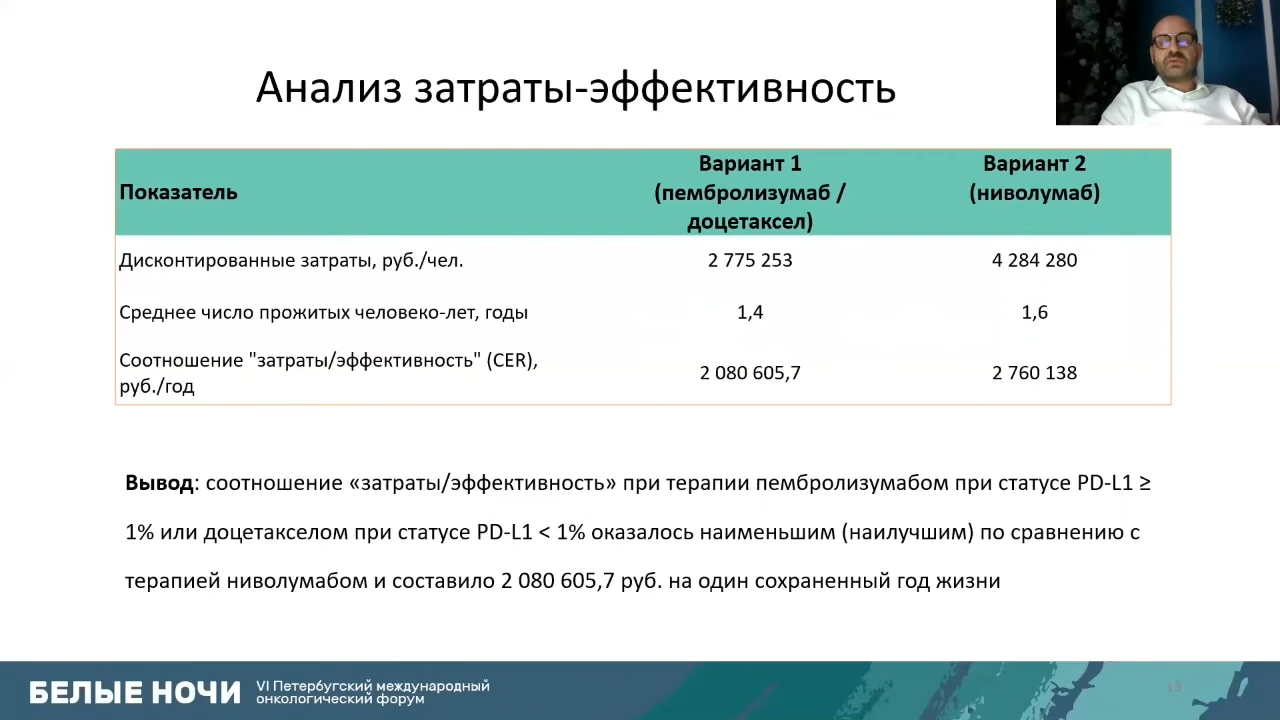 Анализ затраты-эффективность
Показатель
Вариант 1
(пембролизумаб /
доцетаксел)
Вариант 2
(ниволумаб)
Дисконтированные затраты, руб./чел.
2 775 253
4 284 280
Среднее число прожитых человеко-лет, годы
1,4
1,6
Соотношение "затраты/эффективность" (CER),
руб./год
2 080 605,7
2 760 138
Вывод: соотношение «затраты/эффективность» при терапии пембролизумабом при статусе PD-L1 ≥
1% или доцетакселом при статусе PD-L1 < 1% оказалось наименьшим (наилучшим) по сравнению с
терапией ниволумабом и составило 2 080 605,7 руб. на один сохраненный год жизни
БЕЛЫЕ НОЧИ
VI Петербургский международный
онкологический форум
19